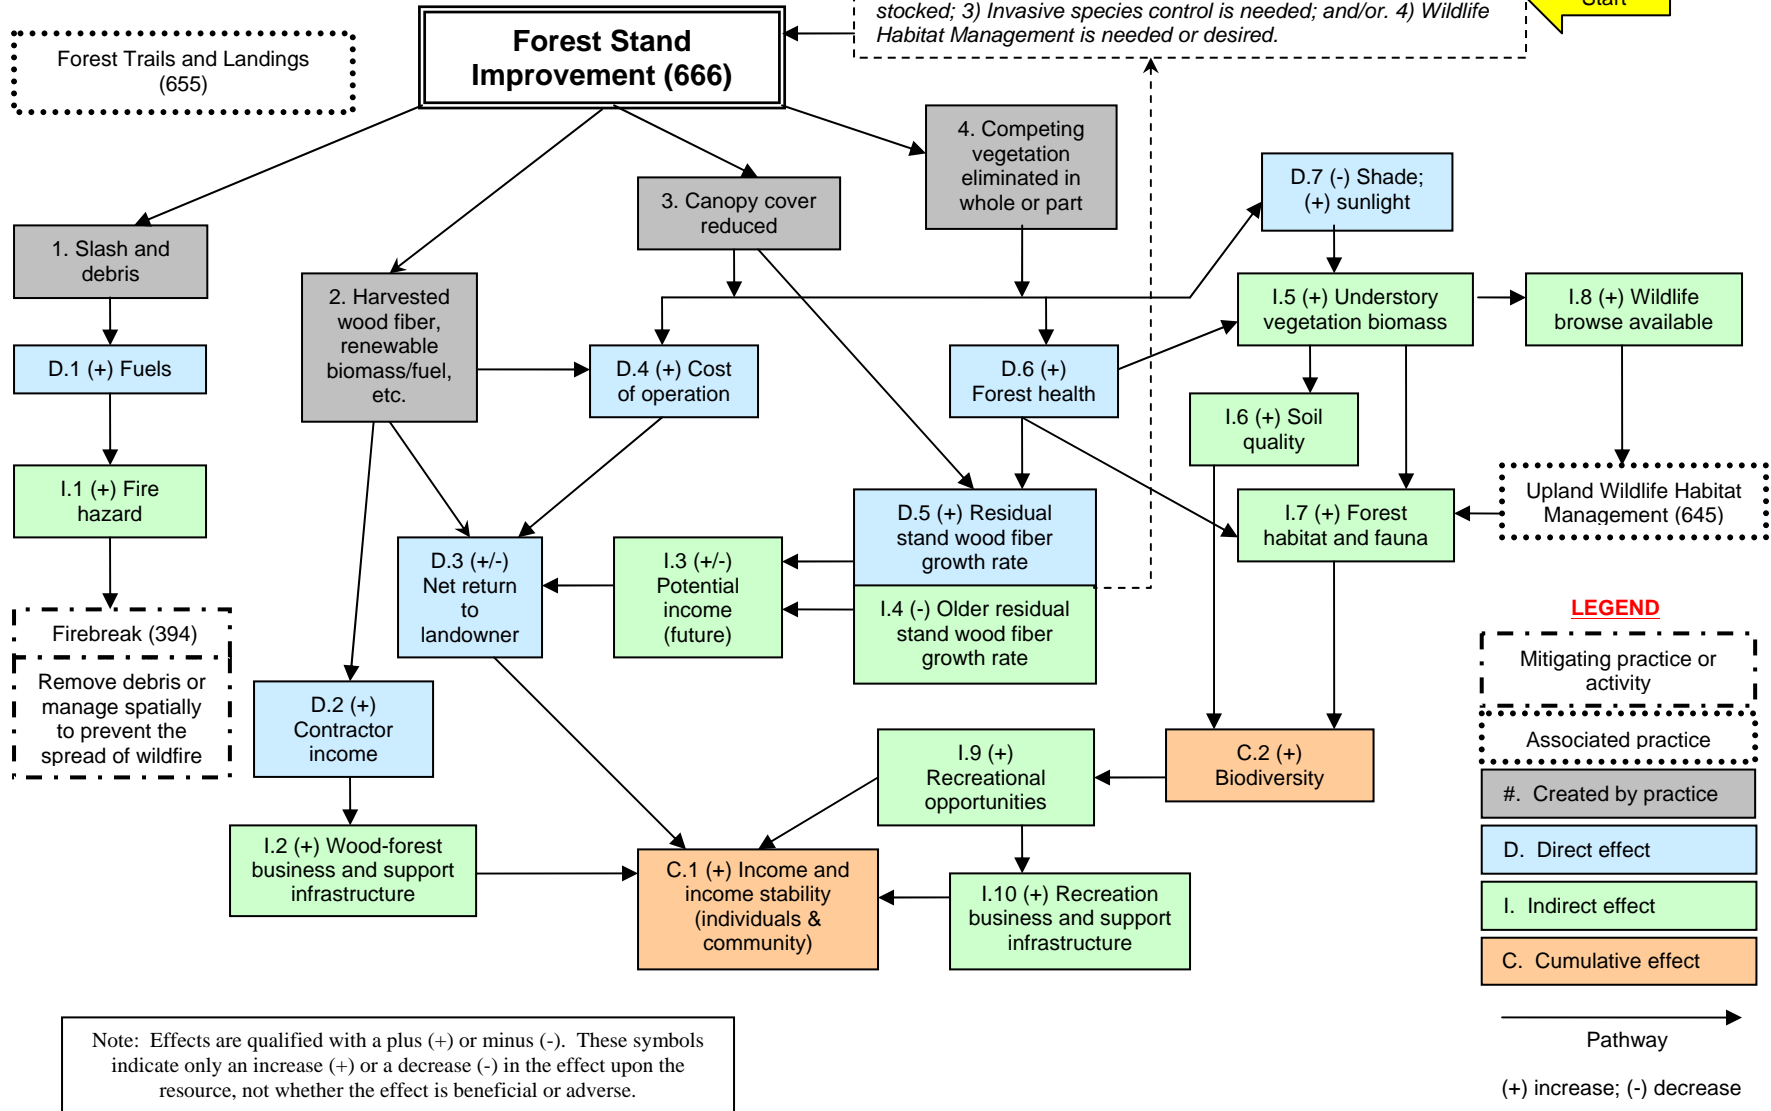 stocked; 3) Invasive species control is needed; and/or. 4) Wildlife
Habitat Management is needed or desired.
Start
Forest Stand
Improvement (666)
Forest Trails and Landings
(655)
4. Competing
vegetation
eliminated in
whole or part
D.7 (-) Shade;
(+) sunlight
3. Canopy cover
reduced
1. Slash and
debris
2. Harvested
wood fiber,
renewable
biomass/fuel,
etc.
I.5 (+) Understory
vegetation biomass
I.8 (+) Wildlife
browse available
D.1 (+) Fuels
D.4 (+) Cost
of operation
D.6 (+)
Forest health
I.6 (+) Soil
quality
I.1 (+) Fire
hazard
D.5 (+) Residual
stand wood fiber
growth rate
I.7 (+) Forest
habitat and fauna
Upland Wildlife Habitat
Management (645)
D.3 (+/-)
Net return
to
landowner
I.3 (+/-)
Potential
income
(future)
I.4 (-) Older residual
stand wood fiber
growth rate
Firebreak (394)
Remove debris or
manage spatially
to prevent the
spread of wildfire
D.2 (+)
Contractor
income
I.9 (+)
Recreational
opportunities
C.2 (+)
Biodiversity
I.2 (+) Wood-forest
business and support
infrastructure
C.1 (+) Income and
income stability
(individuals &
community)
I.10 (+) Recreation
business and support
infrastructure
LEGEND
Mitigating practice or
activity
Associated practice
#. Created by practice
D. Direct effect
I. Indirect effect
C. Cumulative effect
Pathway
(+) increase; (-) decrease
Note: Effects are qualified with a plus (+) or minus (-). These symbols
indicate only an increase (+) or a decrease (-) in the effect upon the
resource, not whether the effect is beneficial or adverse.